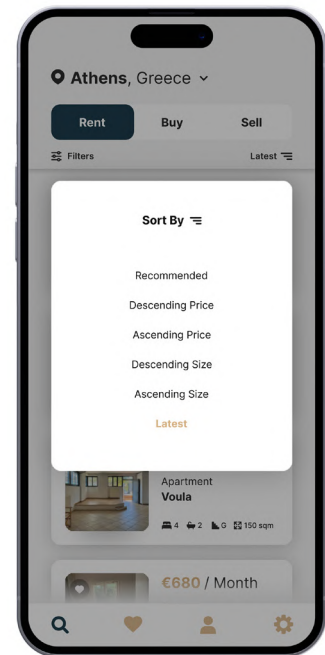 Athens, Greece
Rent Buy Sell
Filters Latest
Sort By
Recommended
Descending Price
Ascending Price
Descending Size
Ascending Size
Latest
Apartment
Voula
4 2 G 150 sqm
€680 / Month